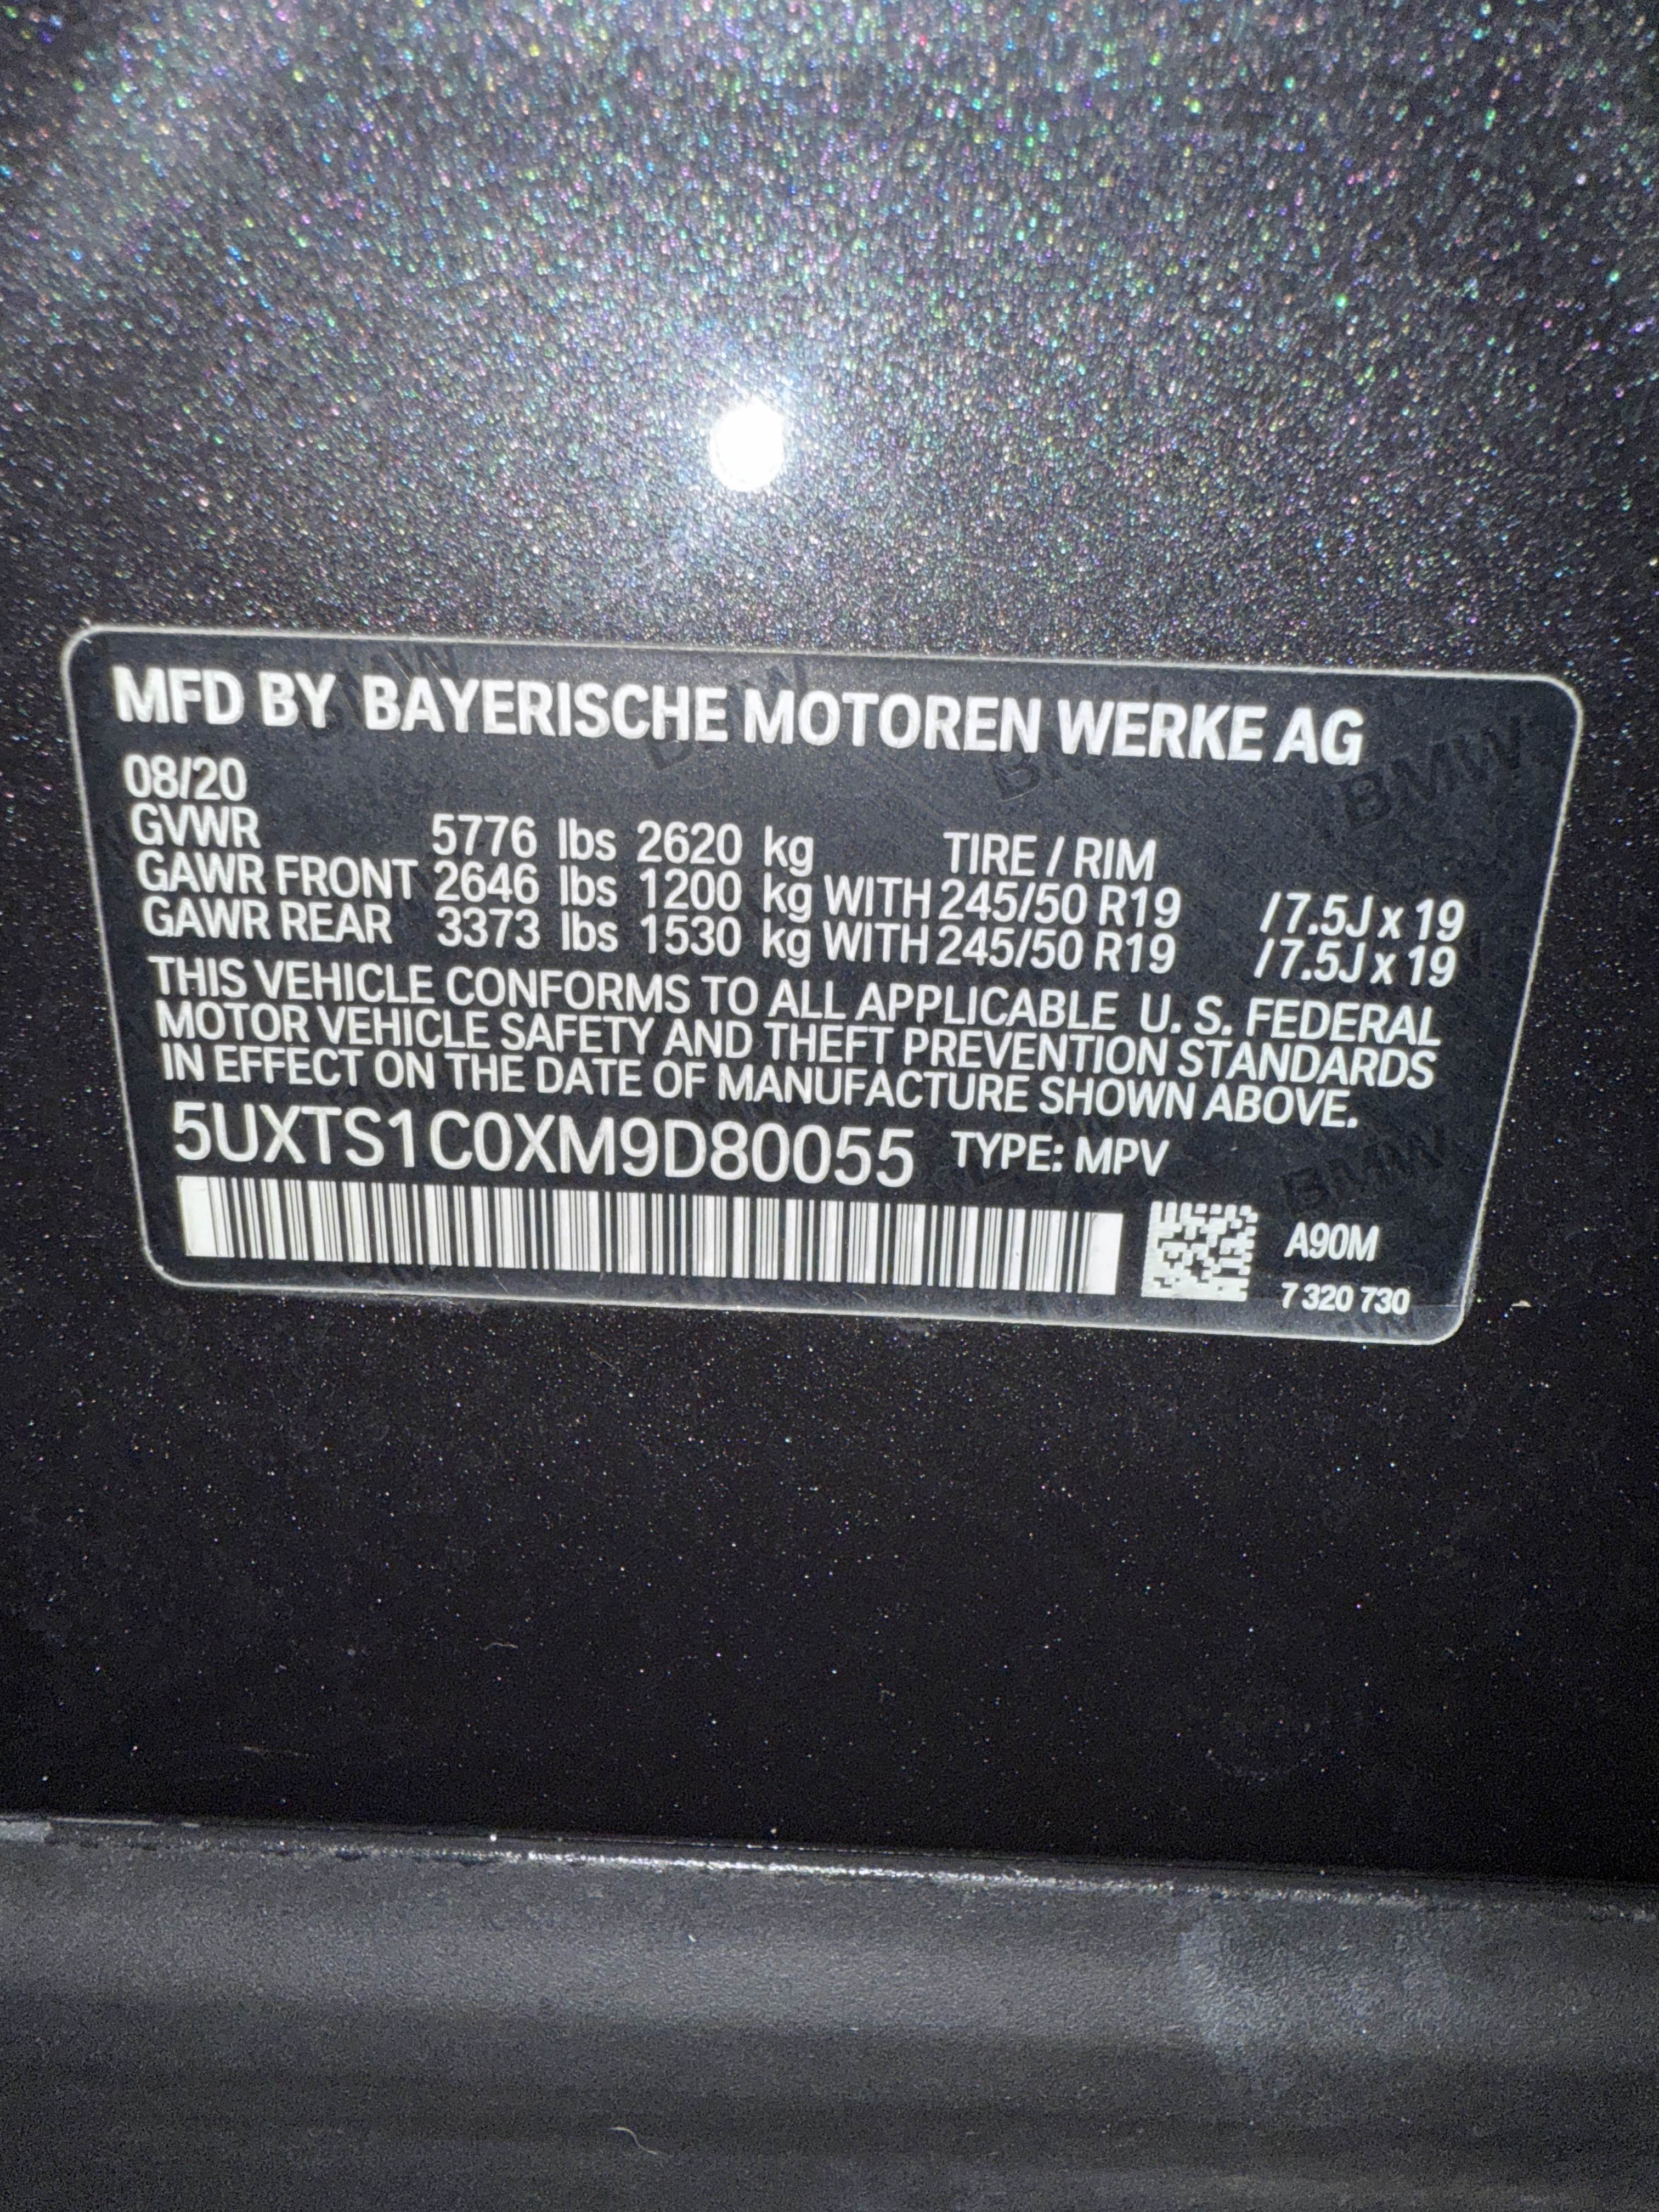 MFD BY BAYERISCHE MOTOREN WERKE AG
08/20
GVWR 5776 lbs 2620 kg TIRE / RIM
GAWR FRONT 2646 lbs 1200 kg WITH 245/50 R19 /7.5J x 19
GAWR REAR 3373 lbs 1530 kg WITH 245/50 R19 /7.5J x 19
THIS VEHICLE CONFORMS TO ALL APPLICABLE U. S. FEDERAL
MOTOR VEHICLE SAFETY AND THEFT PREVENTION STANDARDS
IN EFFECT ON THE DATE OF MANUFACTURE SHOWN ABOVE.
5UXTS1C0XM9D80055 TYPE: MPV
A90M
7 320 730